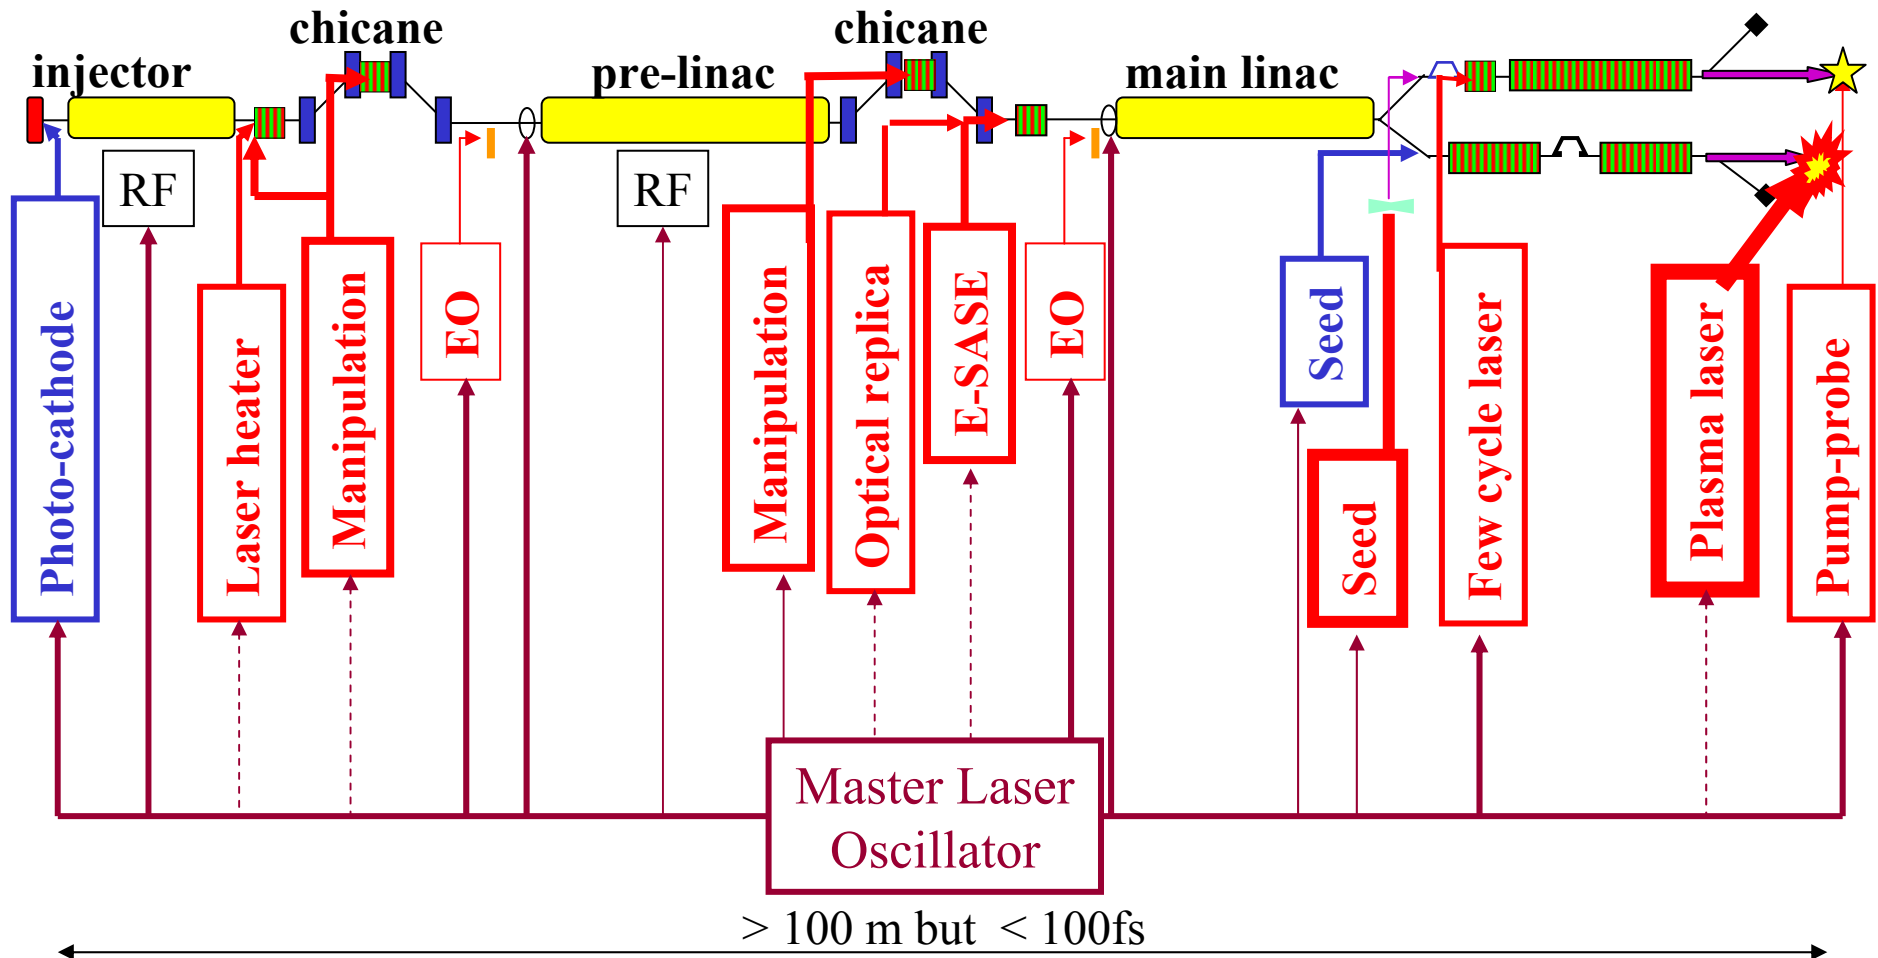 chicane
chicane
injector
pre-linac
main linac
RF
RF
Photo-cathode
Laser heater
Manipulation
EO
Manipulation
Optical replica
E-SASE
EO
Seed
Seed
Few cycle laser
Plasma laser
Pump-probe
Master Laser
Oscillator
> 100 m but < 100fs